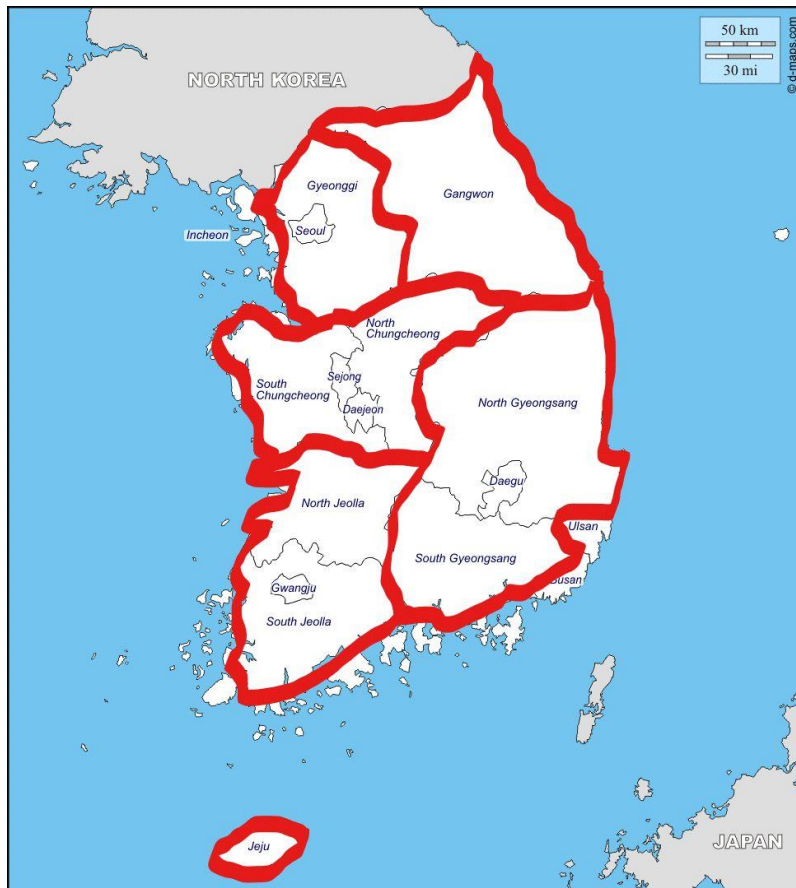 50 km
30 mi
© d-maps.com
NORTH KOREA
Gyeonggi
Gangwon
Seoul
Incheon
North
Chungcheong
Sejong
South
Chungcheong
Daejeon
North Gyeongsang
Daegu
North Jeolla
Ulsan
South Gyeongsang
Busan
Gwangju
South Jeolla
Jeju
JAPAN